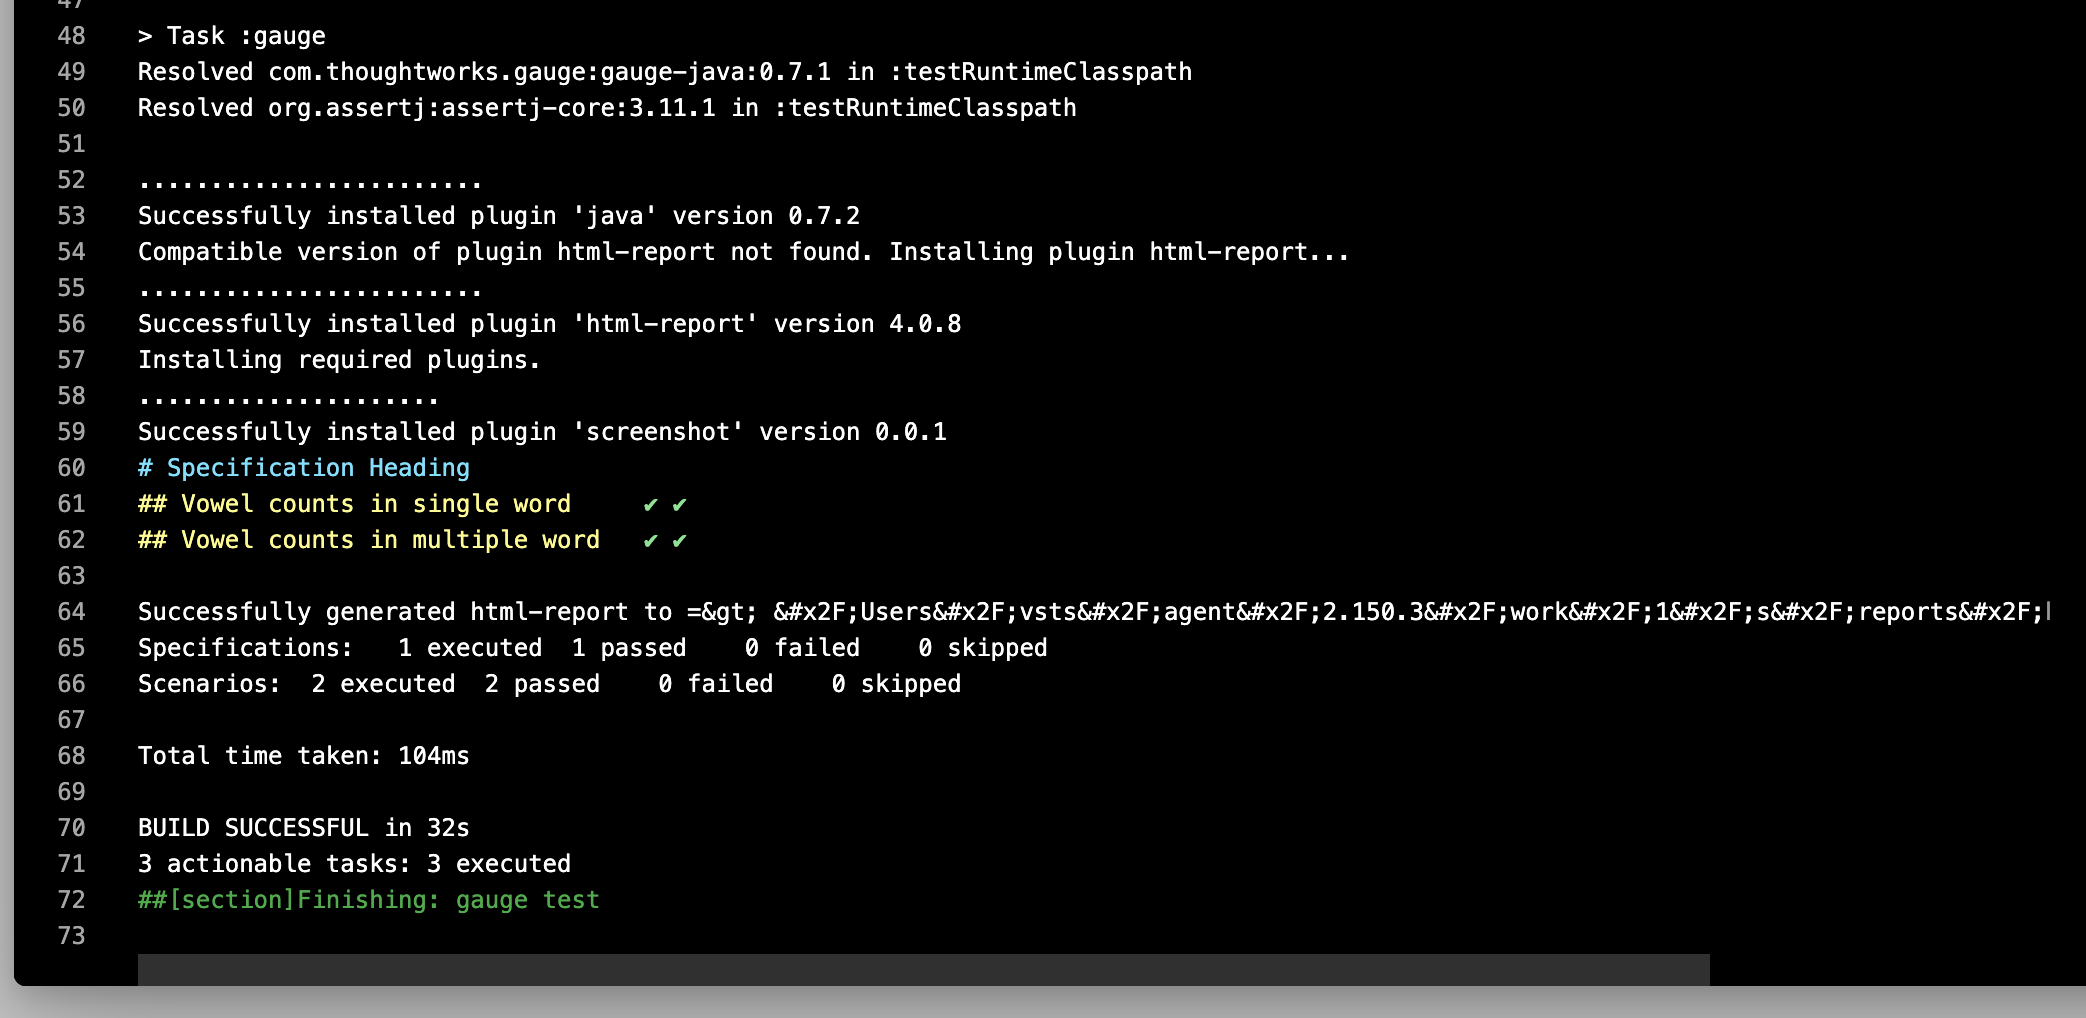 47
48 > Task :gauge
49 Resolved com.thoughtworks.gauge:gauge-java:0.7.1 in :testRuntimeClasspath
50 Resolved org.assertj:assertj-core:3.11.1 in :testRuntimeClasspath
51
52 ........................
53 Successfully installed plugin 'java' version 0.7.2
54 Compatible version of plugin html-report not found. Installing plugin html-report...
55 ........................
56 Successfully installed plugin 'html-report' version 4.0.8
57 Installing required plugins.
58 .....................
59 Successfully installed plugin 'screenshot' version 0.0.1
60 # Specification Heading
61 ## Vowel counts in single word ✔ ✔
62 ## Vowel counts in multiple word ✔ ✔
63
64 Successfully generated html-report to =&gt; &#x2F;Users&#x2F;vsts&#x2F;agent&#x2F;2.150.3&#x2F;work&#x2F;1&#x2F;s&#x2F;reports&#x2F;
65 Specifications: 1 executed 1 passed 0 failed 0 skipped
66 Scenarios: 2 executed 2 passed 0 failed 0 skipped
67
68 Total time taken: 104ms
69
70 BUILD SUCCESSFUL in 32s
71 3 actionable tasks: 3 executed
72 ##[section]Finishing: gauge test
73